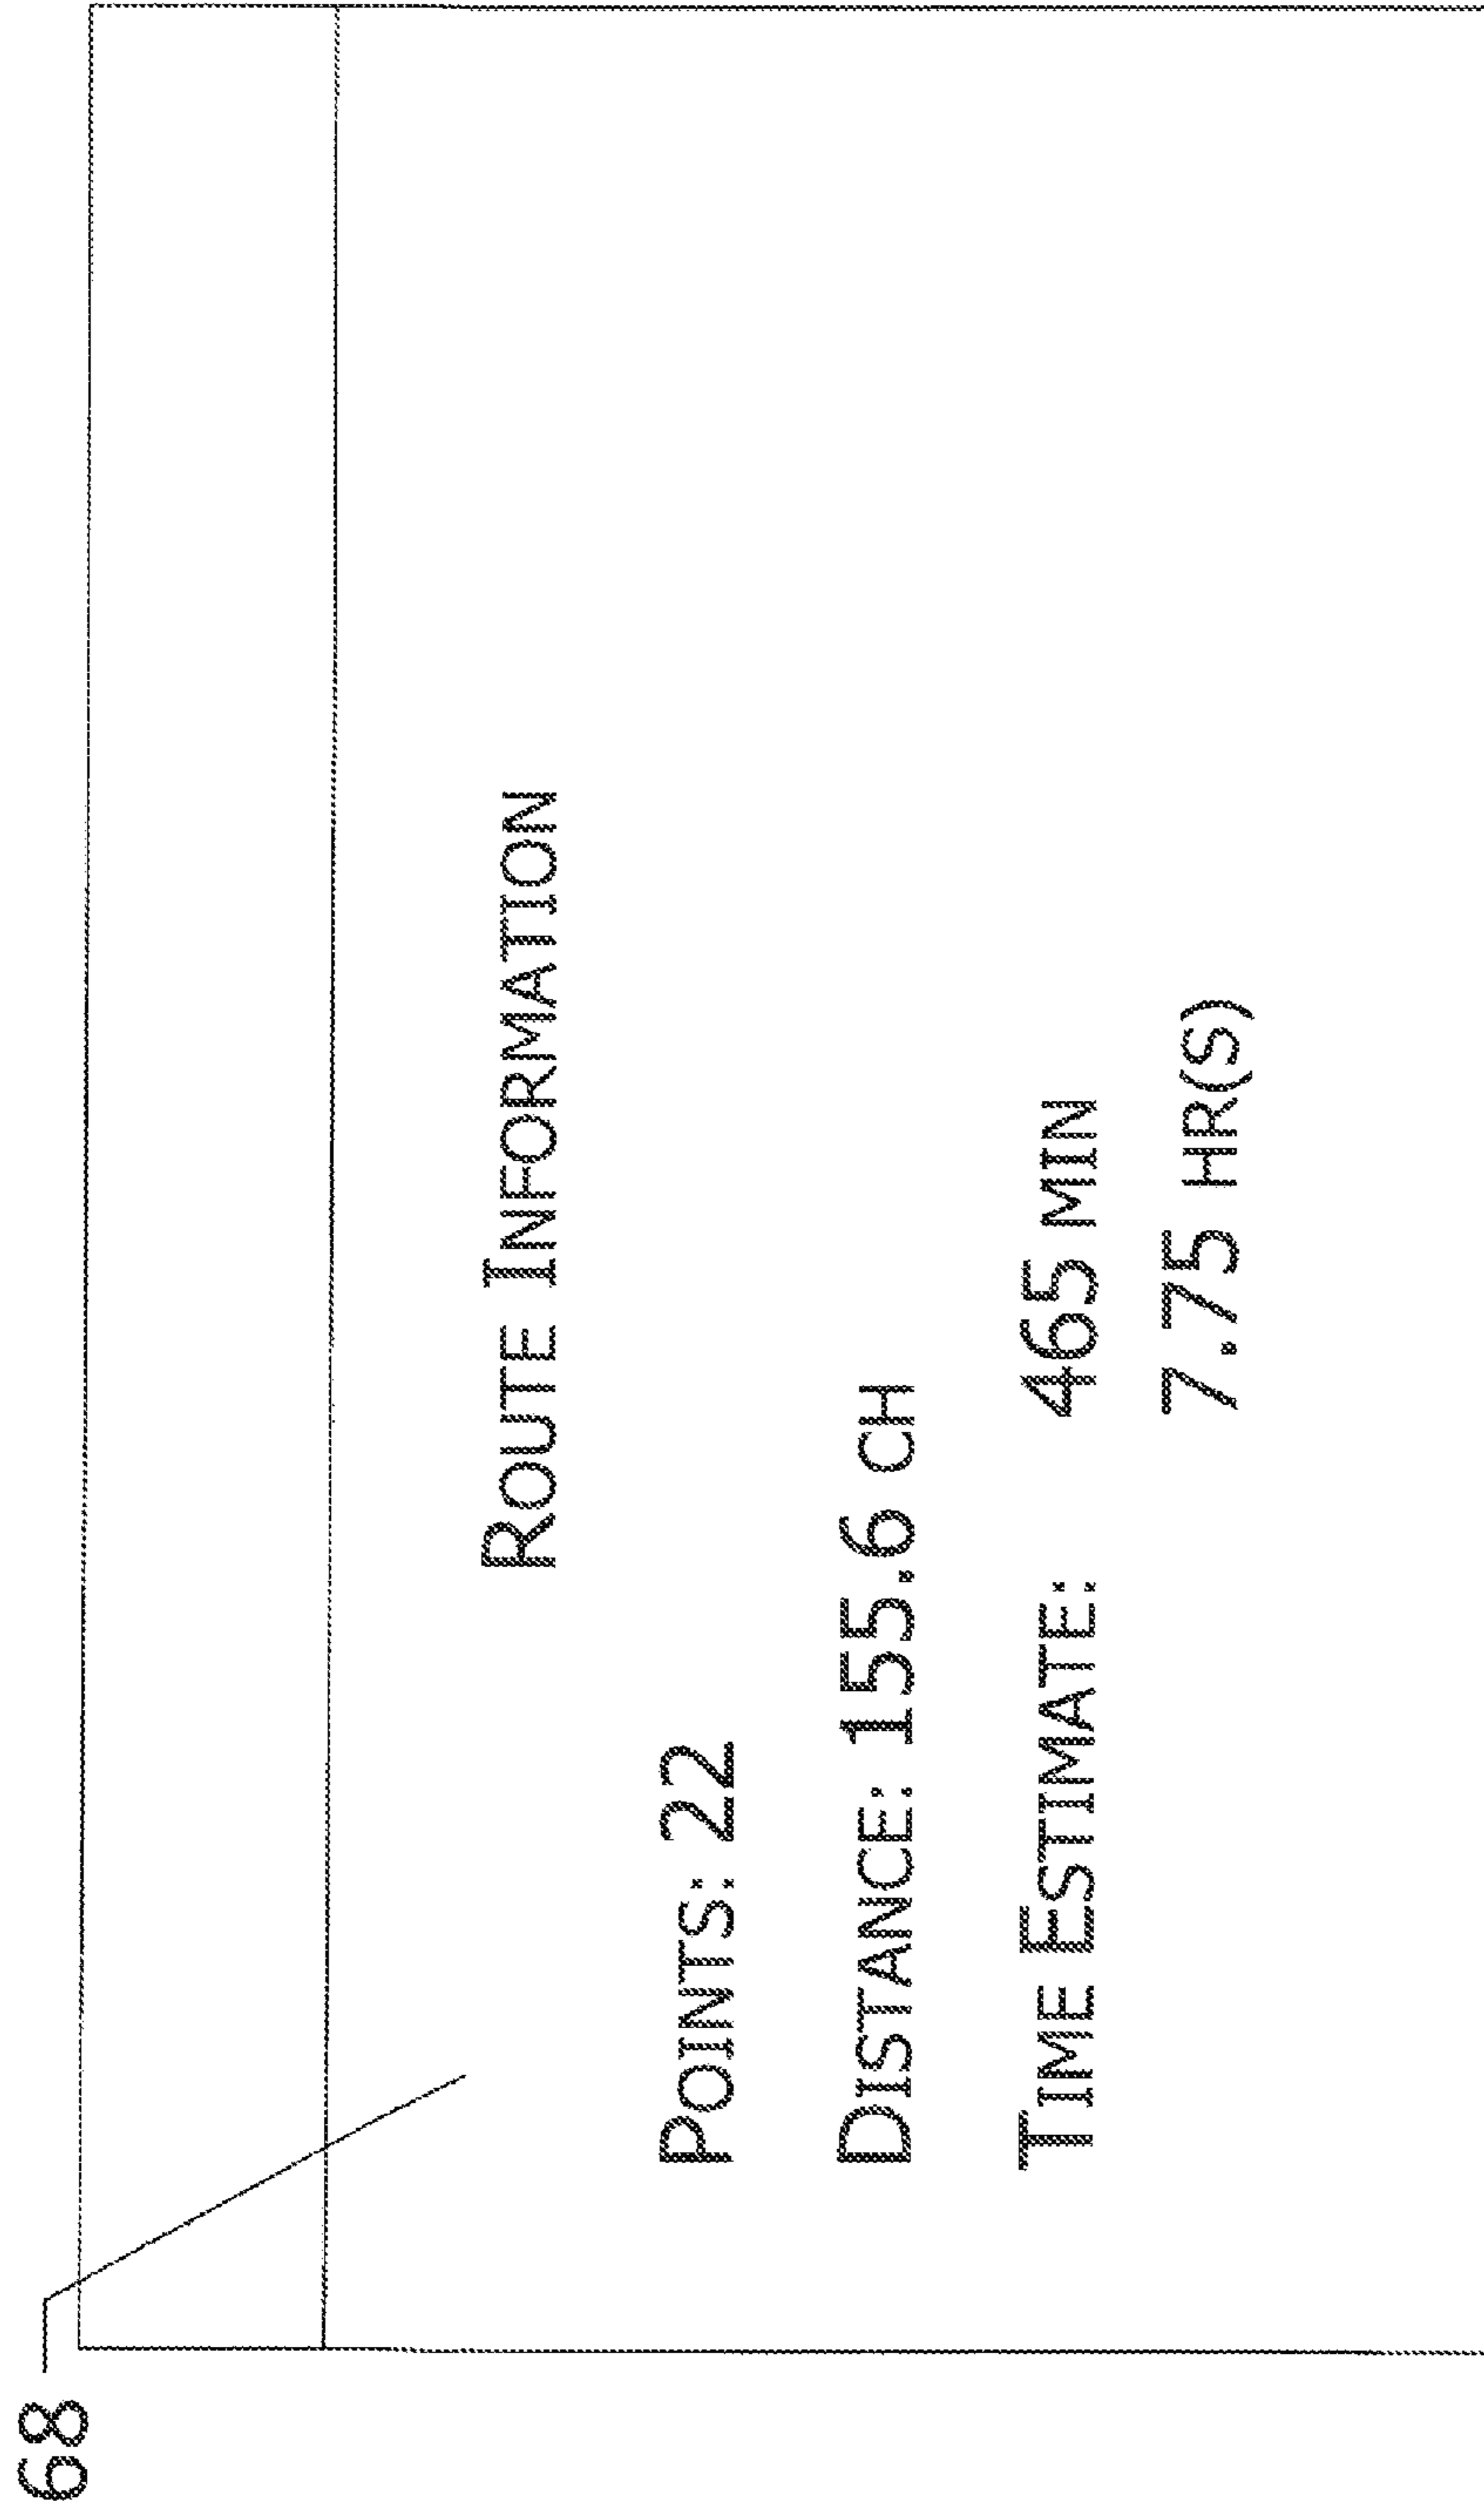 68
ROUTE INFORMATION
POINTS: 22
DISTANCE: 155.6 CH
TIME ESTIMATE: 465 MIN
7.75 HR(S)